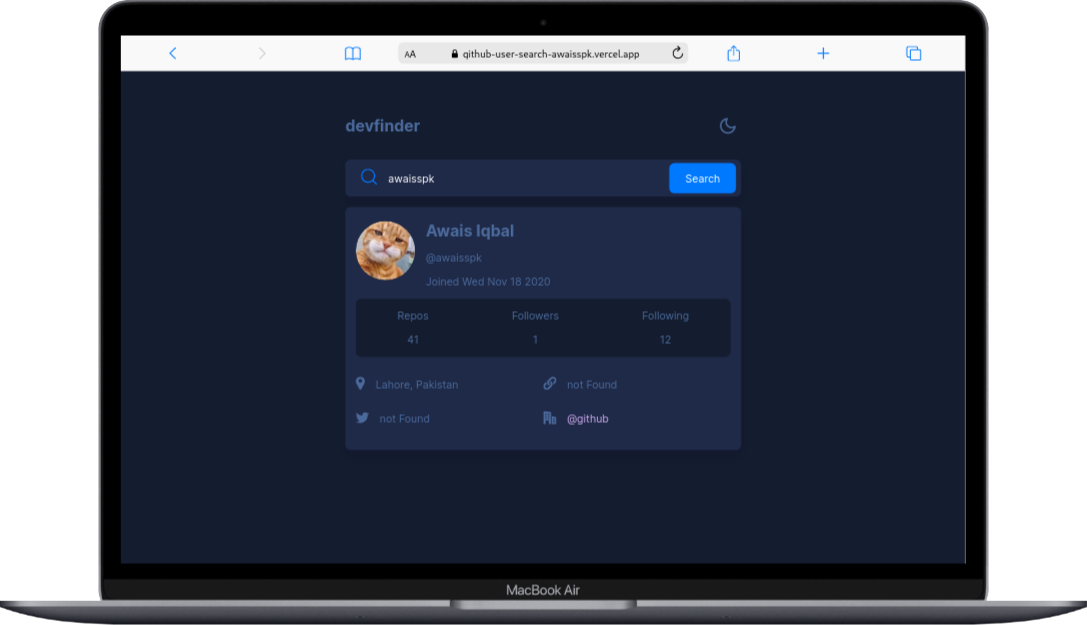 AA github-user-search-awaisspk.vercel.app
devfinder
awaisspk Search
Awais Iqbal
@awaisspk
Joined Wed Nov 18 2020
Repos Followers Following
41 1 12
Lahore, Pakistan not Found
not Found @github
MacBook Air